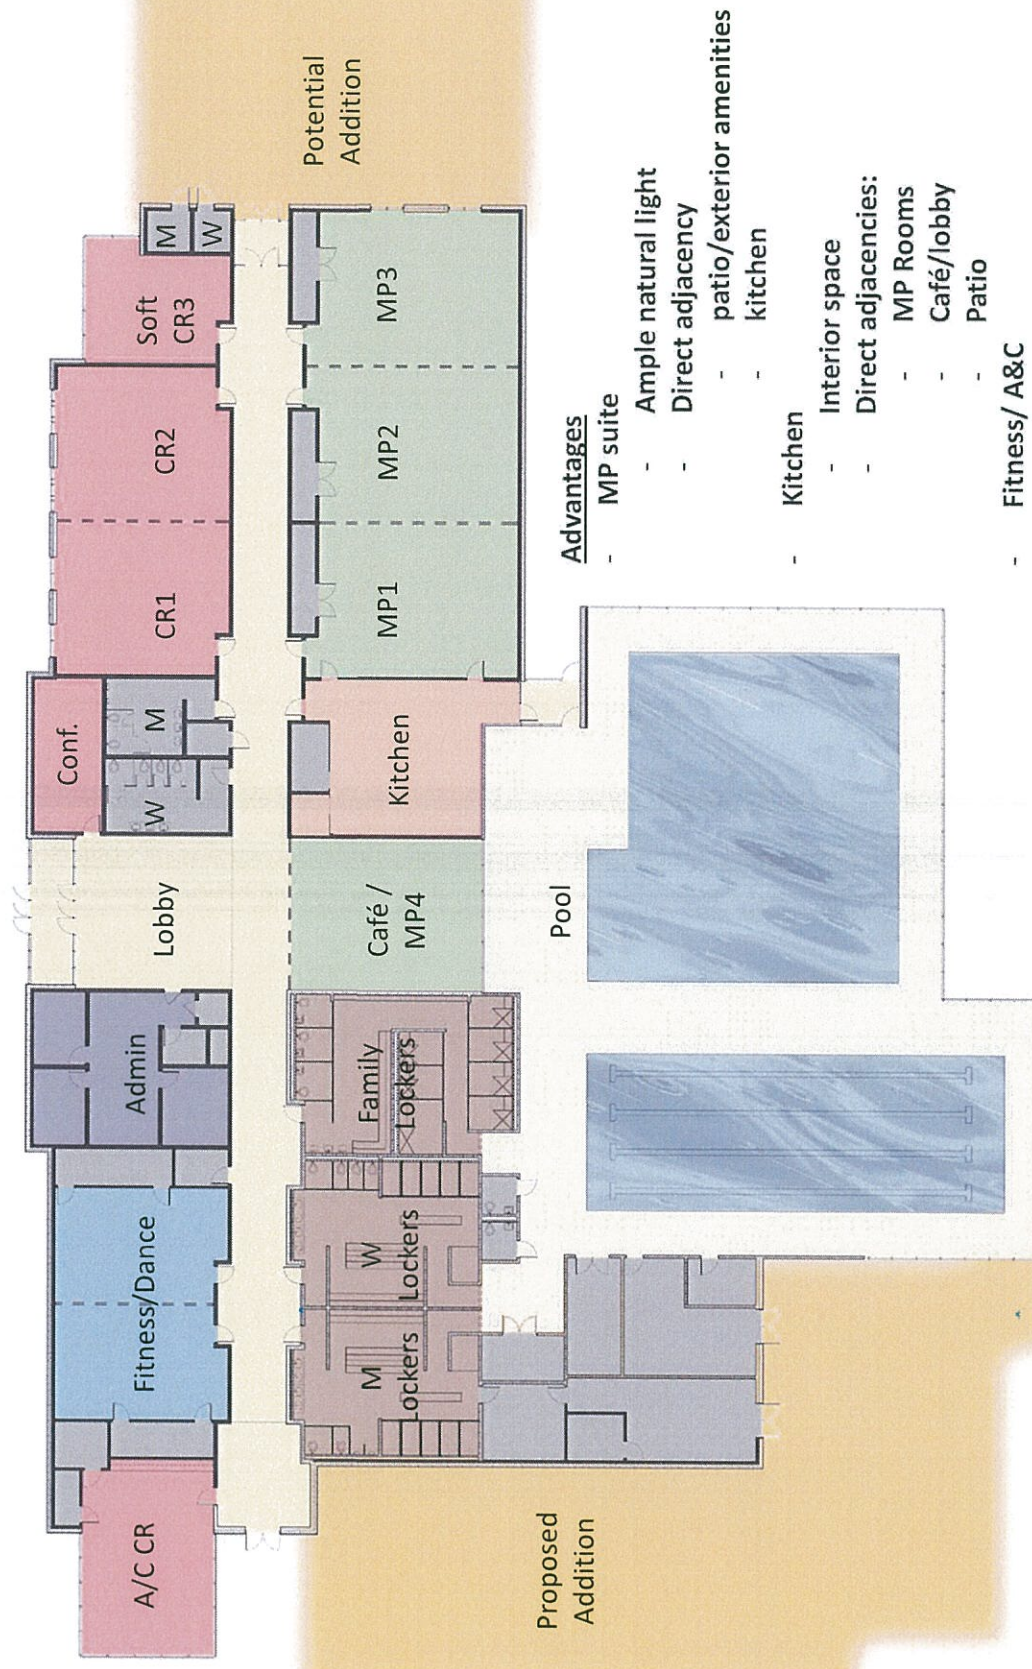 A/C CR
Fitness/Dance
Admin
Lobby
Conf.
W
M
CR1
CR2
Soft
CR3
M
W
Potential
Addition
M
Lockers
W
Lockers
Family
Lockers
Café /
MP4
Kitchen
MP1
MP2
MP3
Proposed
Addition
Pool
Advantages
- MP suite
- Ample natural light
- Direct adjacency
- patio/exterior amenities
- kitchen
- Kitchen
- Interior space
- Direct adjacencies:
- MP Rooms
- Café/lobby
- Patio
- Fitness/ A&C